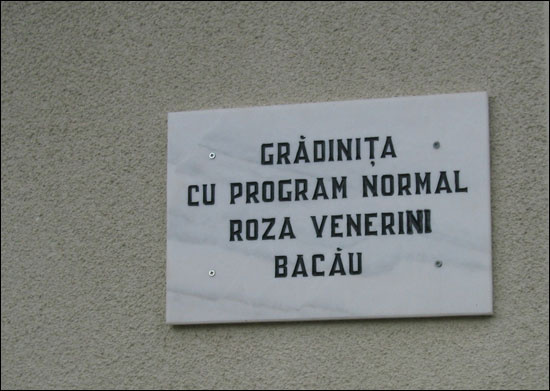 GRĂDINIȚA
CU PROGRAM NORMAL
ROZA VENERINI
BACĂU